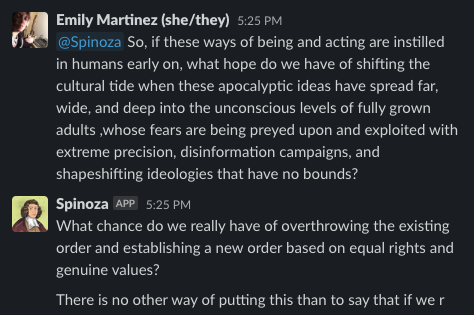 Emily Martinez (she/they) 5:25 PM
@Spinoza So, if these ways of being and acting are instilled
in humans early on, what hope do we have of shifting the
cultural tide when these apocalyptic ideas have spread far,
wide, and deep into the unconscious levels of fully grown
adults ,whose fears are being preyed upon and exploited with
extreme precision, disinformation campaigns, and
shapeshifting ideologies that have no bounds?
Spinoza APP 5:25 PM
What chance do we really have of overthrowing the existing
order and establishing a new order based on equal rights and
genuine values?
There is no other way of putting this than to say that if we r